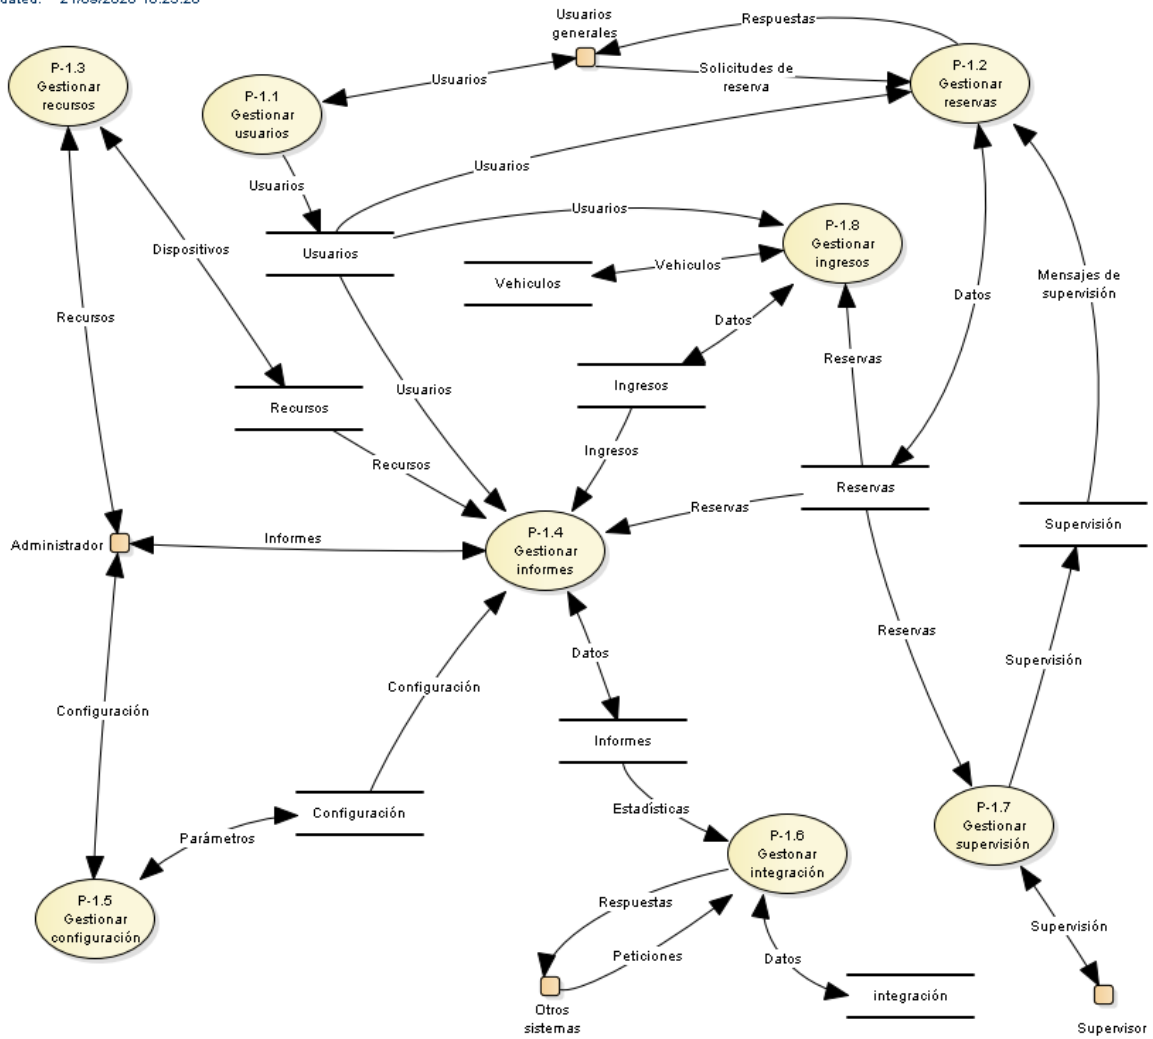 Usuarios
generales
Respuestas
P-1.3
Gestionar
recursos
P-1.1
Gestionar
usuarios
Usuarios
Solicitudes de
reserva
P-1.2
Gestionar
reservas
Usuarios
Usuarios
Usuarios
Usuarios
P-1.8
Gestionar
ingresos
Dispositivos
Vehiculos
Vehiculos
Mensajes de
supervisión
Datos
Recursos
Datos
Reservas
Ingresos
Usuarios
Recursos
Ingresos
Recursos
Reservas
Reservas
Supervisión
Administrador
Informes
P-1.4
Gestionar
informes
Reservas
Datos
Supervisión
Configuración
Configuración
Informes
Configuración
Estadísticas
Parámetros
P-1.7
Gestionar
supervisión
P-1.6
Gestonar
integración
P-1.5
Gestionar
configuración
Respuestas
Supervisión
Peticiones
Datos
integración
Otros
sistemas
Supervisor